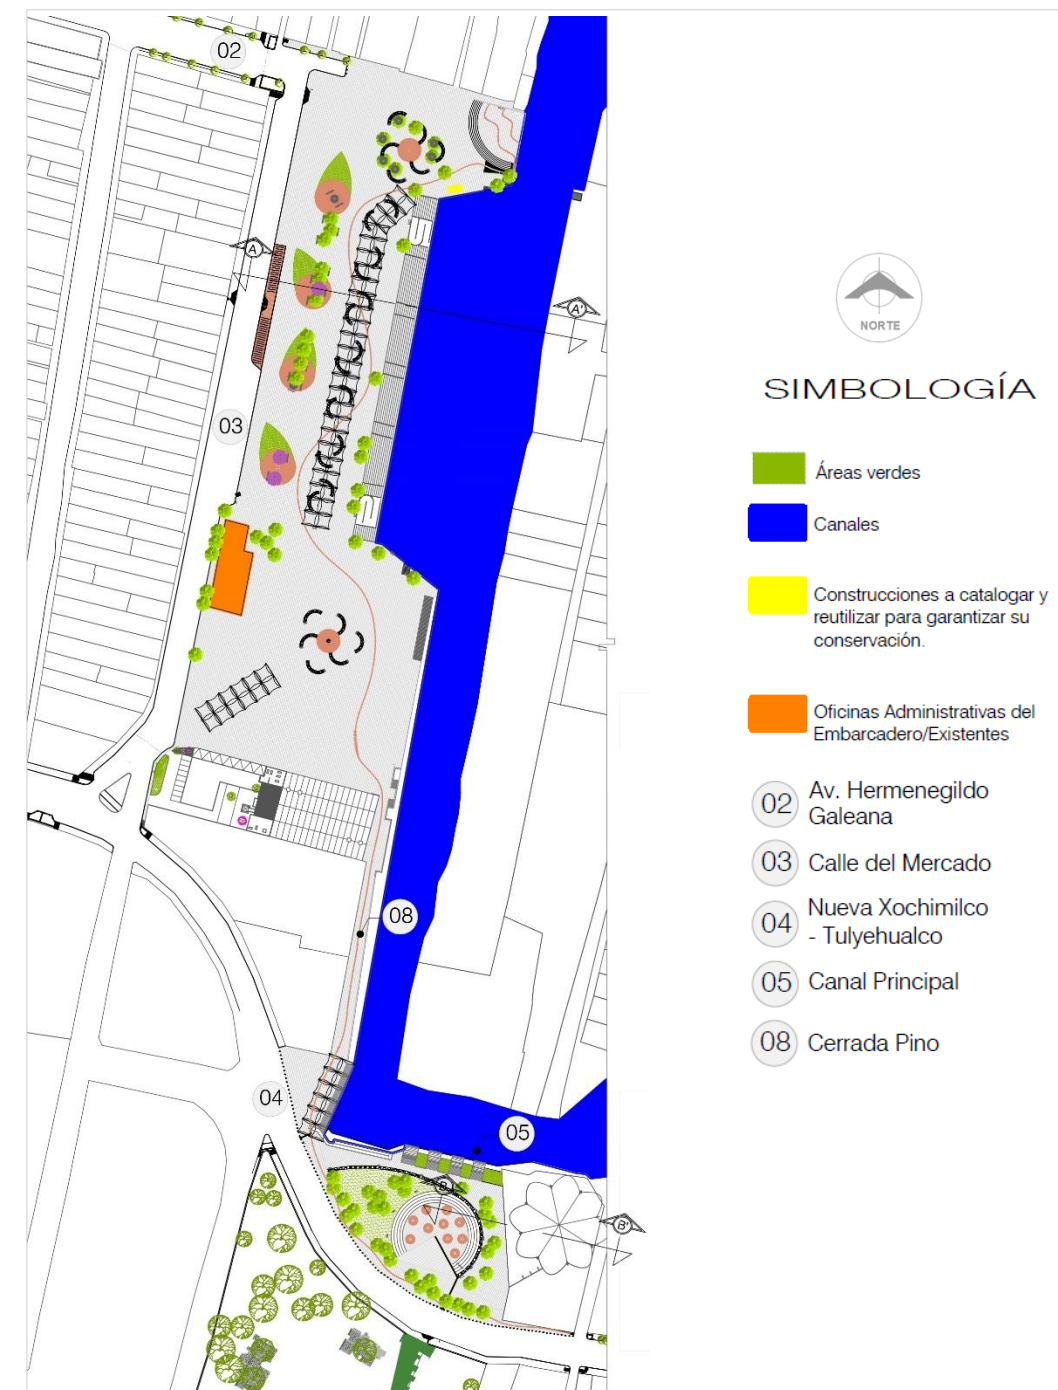 02
A
A'
03
08
04
05
B
B'
NORTE
SIMBOLOGÍA
Áreas verdes
Canales
Construcciones a catalogar y
reutilizar para garantizar su
conservación.
Oficinas Administrativas del
Embarcadero/Existentes
02 Av. Hermenegildo
Galeana
03 Calle del Mercado
04 Nueva Xochimilco
- Tulyehualco
05 Canal Principal
08 Cerrada Pino